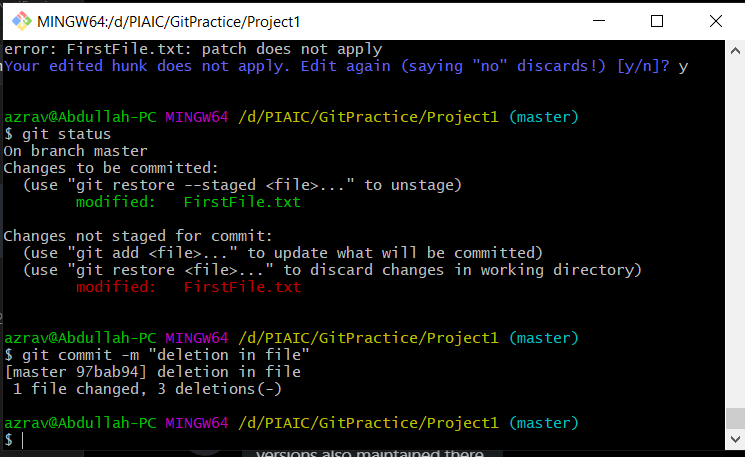 MINGW64:/d/PIAIC/GitPractice/Project1
error: FirstFile.txt: patch does not apply
Your edited hunk does not apply. Edit again (saying "no" discards!) [y/n]? y
azrav@Abdullah-PC MINGW64 /d/PIAIC/GitPractice/Project1 (master)
$ git status
On branch master
Changes to be committed:
  (use "git restore --staged <file>..." to unstage)
        modified:   FirstFile.txt
Changes not staged for commit:
  (use "git add <file>..." to update what will be committed)
  (use "git restore <file>..." to discard changes in working directory)
        modified:   FirstFile.txt
azrav@Abdullah-PC MINGW64 /d/PIAIC/GitPractice/Project1 (master)
$ git commit -m "deletion in file"
[master 97bab94] deletion in file
 1 file changed, 3 deletions(-)
azrav@Abdullah-PC MINGW64 /d/PIAIC/GitPractice/Project1 (master)
$
versions also maintained there